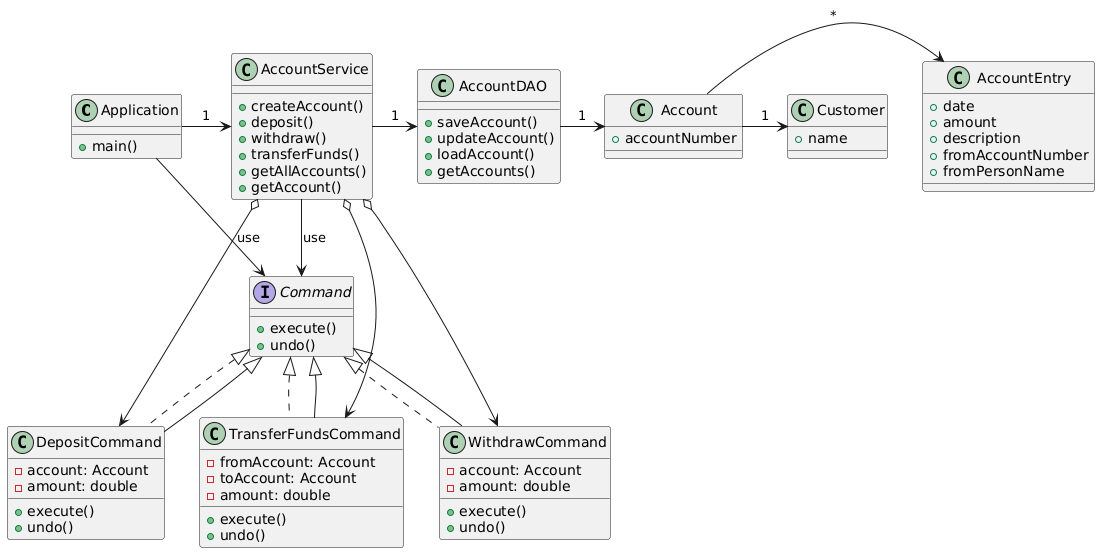 *
C AccountService
+createAccount()
+deposit()
+withdraw()
+transferFunds()
+getAllAccounts()
+getAccount()
C AccountDAO
+saveAccount()
+updateAccount()
+loadAccount()
+getAccounts()
C AccountEntry
date
amount
description
fromAccountNumber
fromPersonName
C Application
+main()
1
1
1
C Account
accountNumber
1
C Customer
name
use
use
I Command
execute()
undo()
C DepositCommand
account: Account
amount: double
execute()
undo()
C TransferFundsCommand
fromAccount: Account
toAccount: Account
amount: double
execute()
undo()
C WithdrawCommand
account: Account
amount: double
execute()
undo()